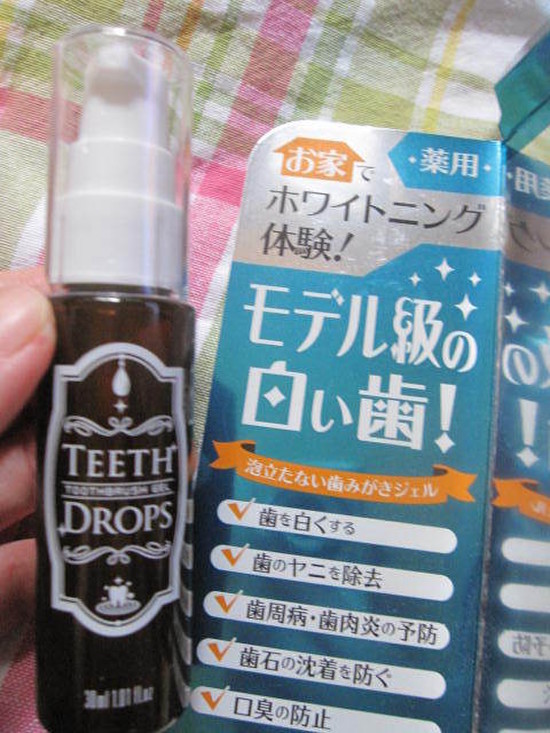 TEETH
TOOTHBRUSH GEL
DROPS
30ml 1.01 fl.oz
お家で
ホワイトニング
体験！
薬用
モデル級の
白い歯！
泡立たない歯みがきジェル
歯を白くする
歯のヤニを除去
歯周病・歯肉炎の予防
歯石の沈着を防ぐ
口臭の防止